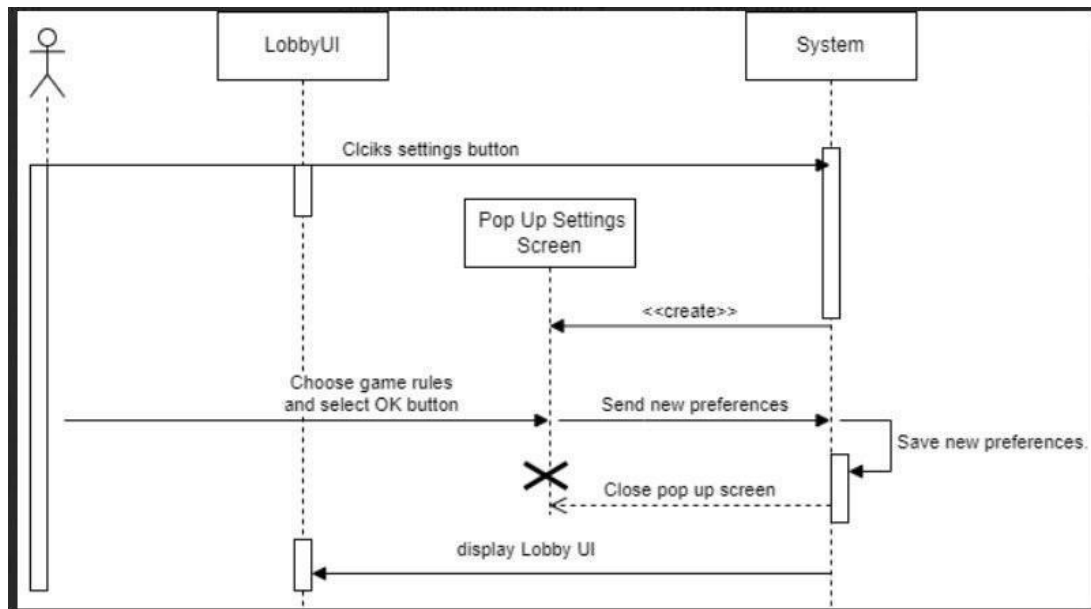 LobbyUI
System
Clciks settings button
Pop Up Settings
Screen
<<create>>
Choose game rules
and select OK button
Send new preferences
Save new preferences.
Close pop up screen
display Lobby UI